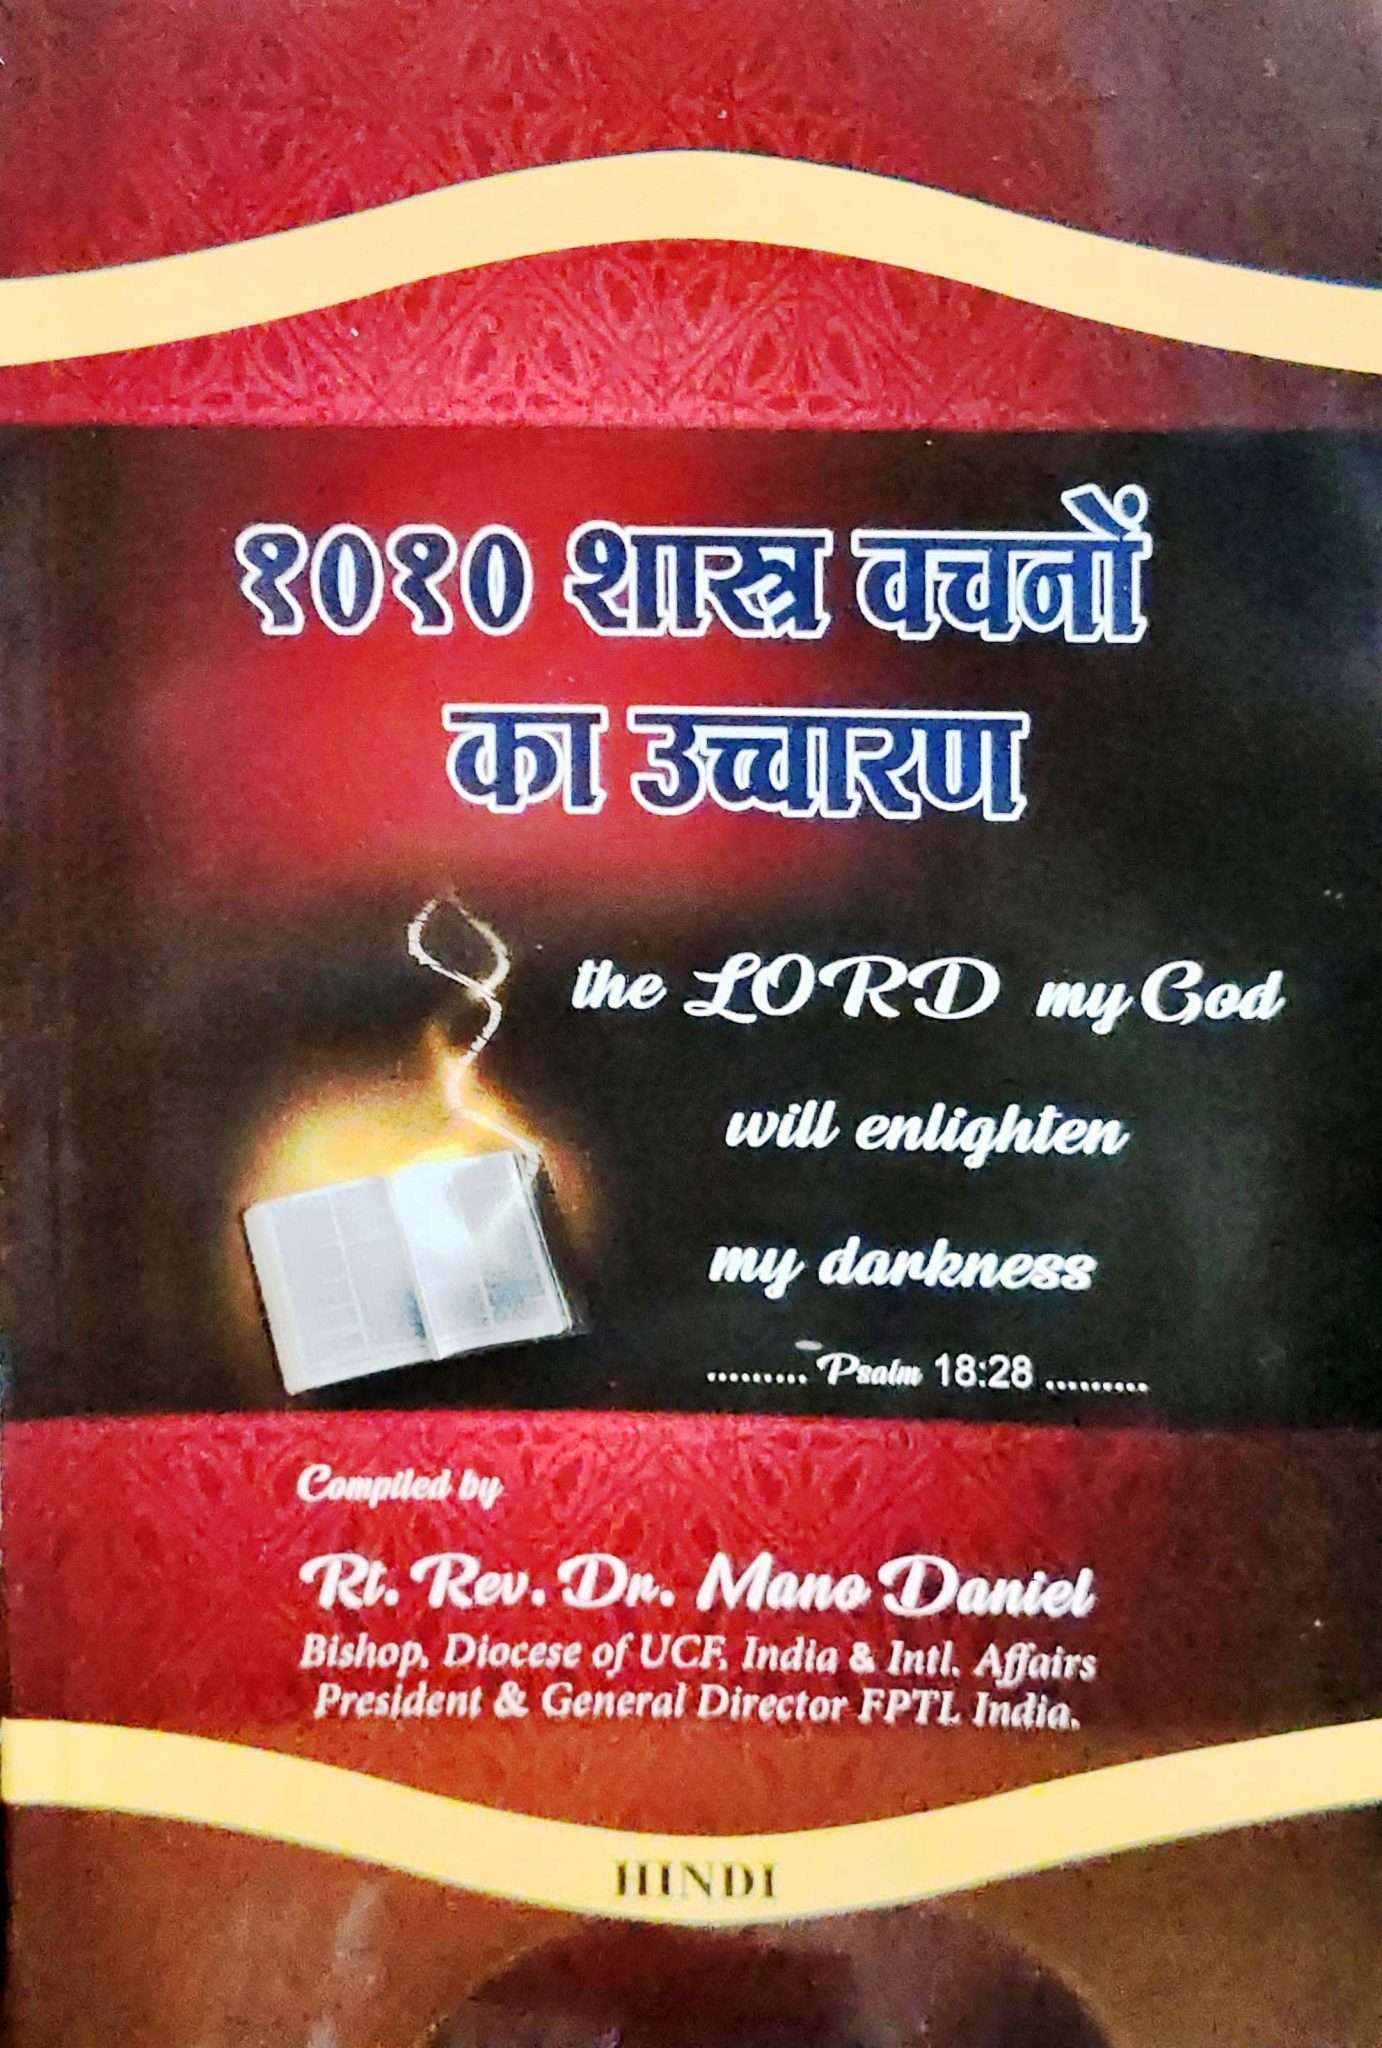 १०१० शास्त्र वचनों
का उच्चारण
the LORD my God
will enlighten
my darkness
......... Psalm 18:28 .........
Compiled by
Rt. Rev. Dr. Mano Daniel
Bishop, Diocese of UCF, India & Intl. Affairs
President & General Director FPTL India.
HINDI